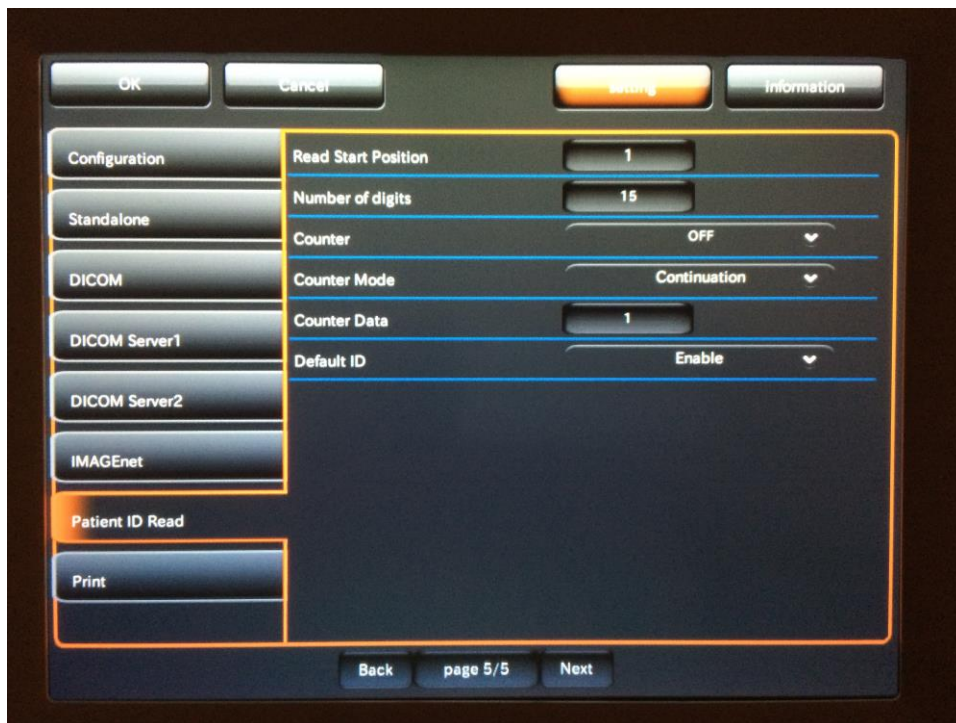 OK Cancel Setting Information
Configuration
Standalone
DICOM
DICOM Server1
DICOM Server2
IMAGEnet
Patient ID Read
Print
Read Start Position 1
Number of digits 15
Counter OFF
Counter Mode Continuation
Counter Data 1
Default ID Enable
Back page 5/5 Next